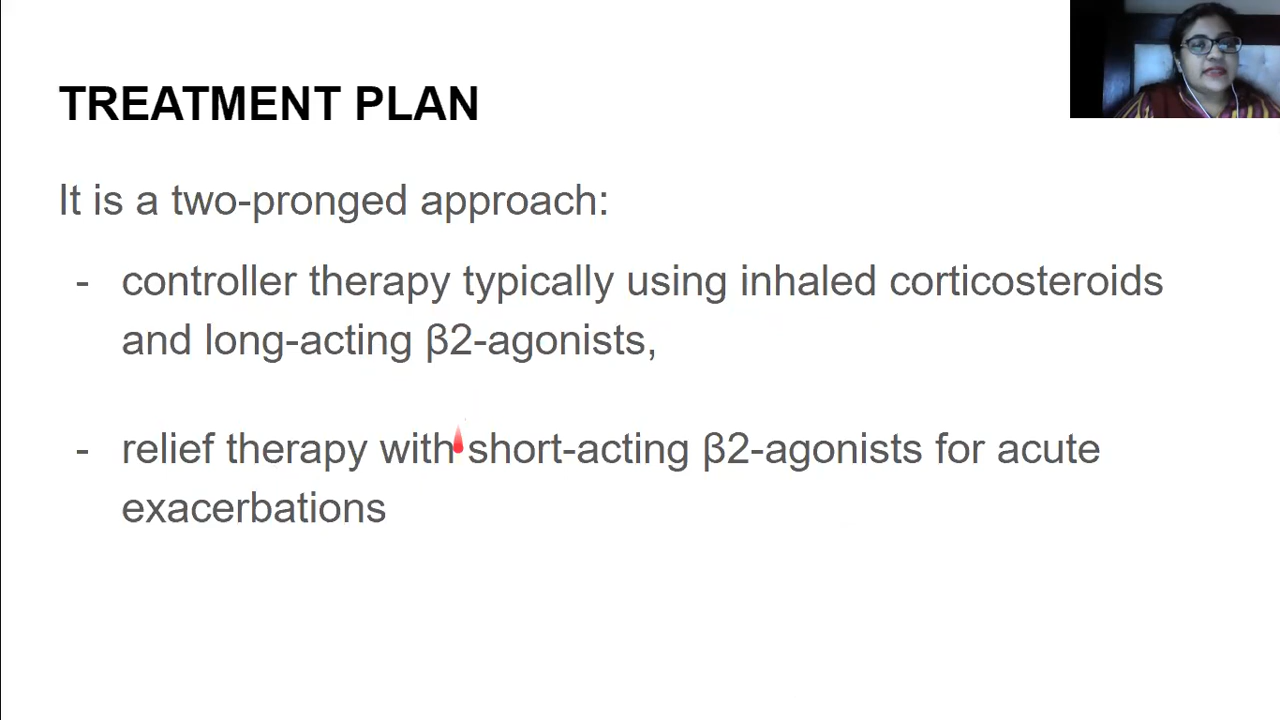 TREATMENT PLAN
It is a two-pronged approach:
- controller therapy typically using inhaled corticosteroids
and long-acting β2-agonists,
- relief therapy with short-acting β2-agonists for acute
exacerbations